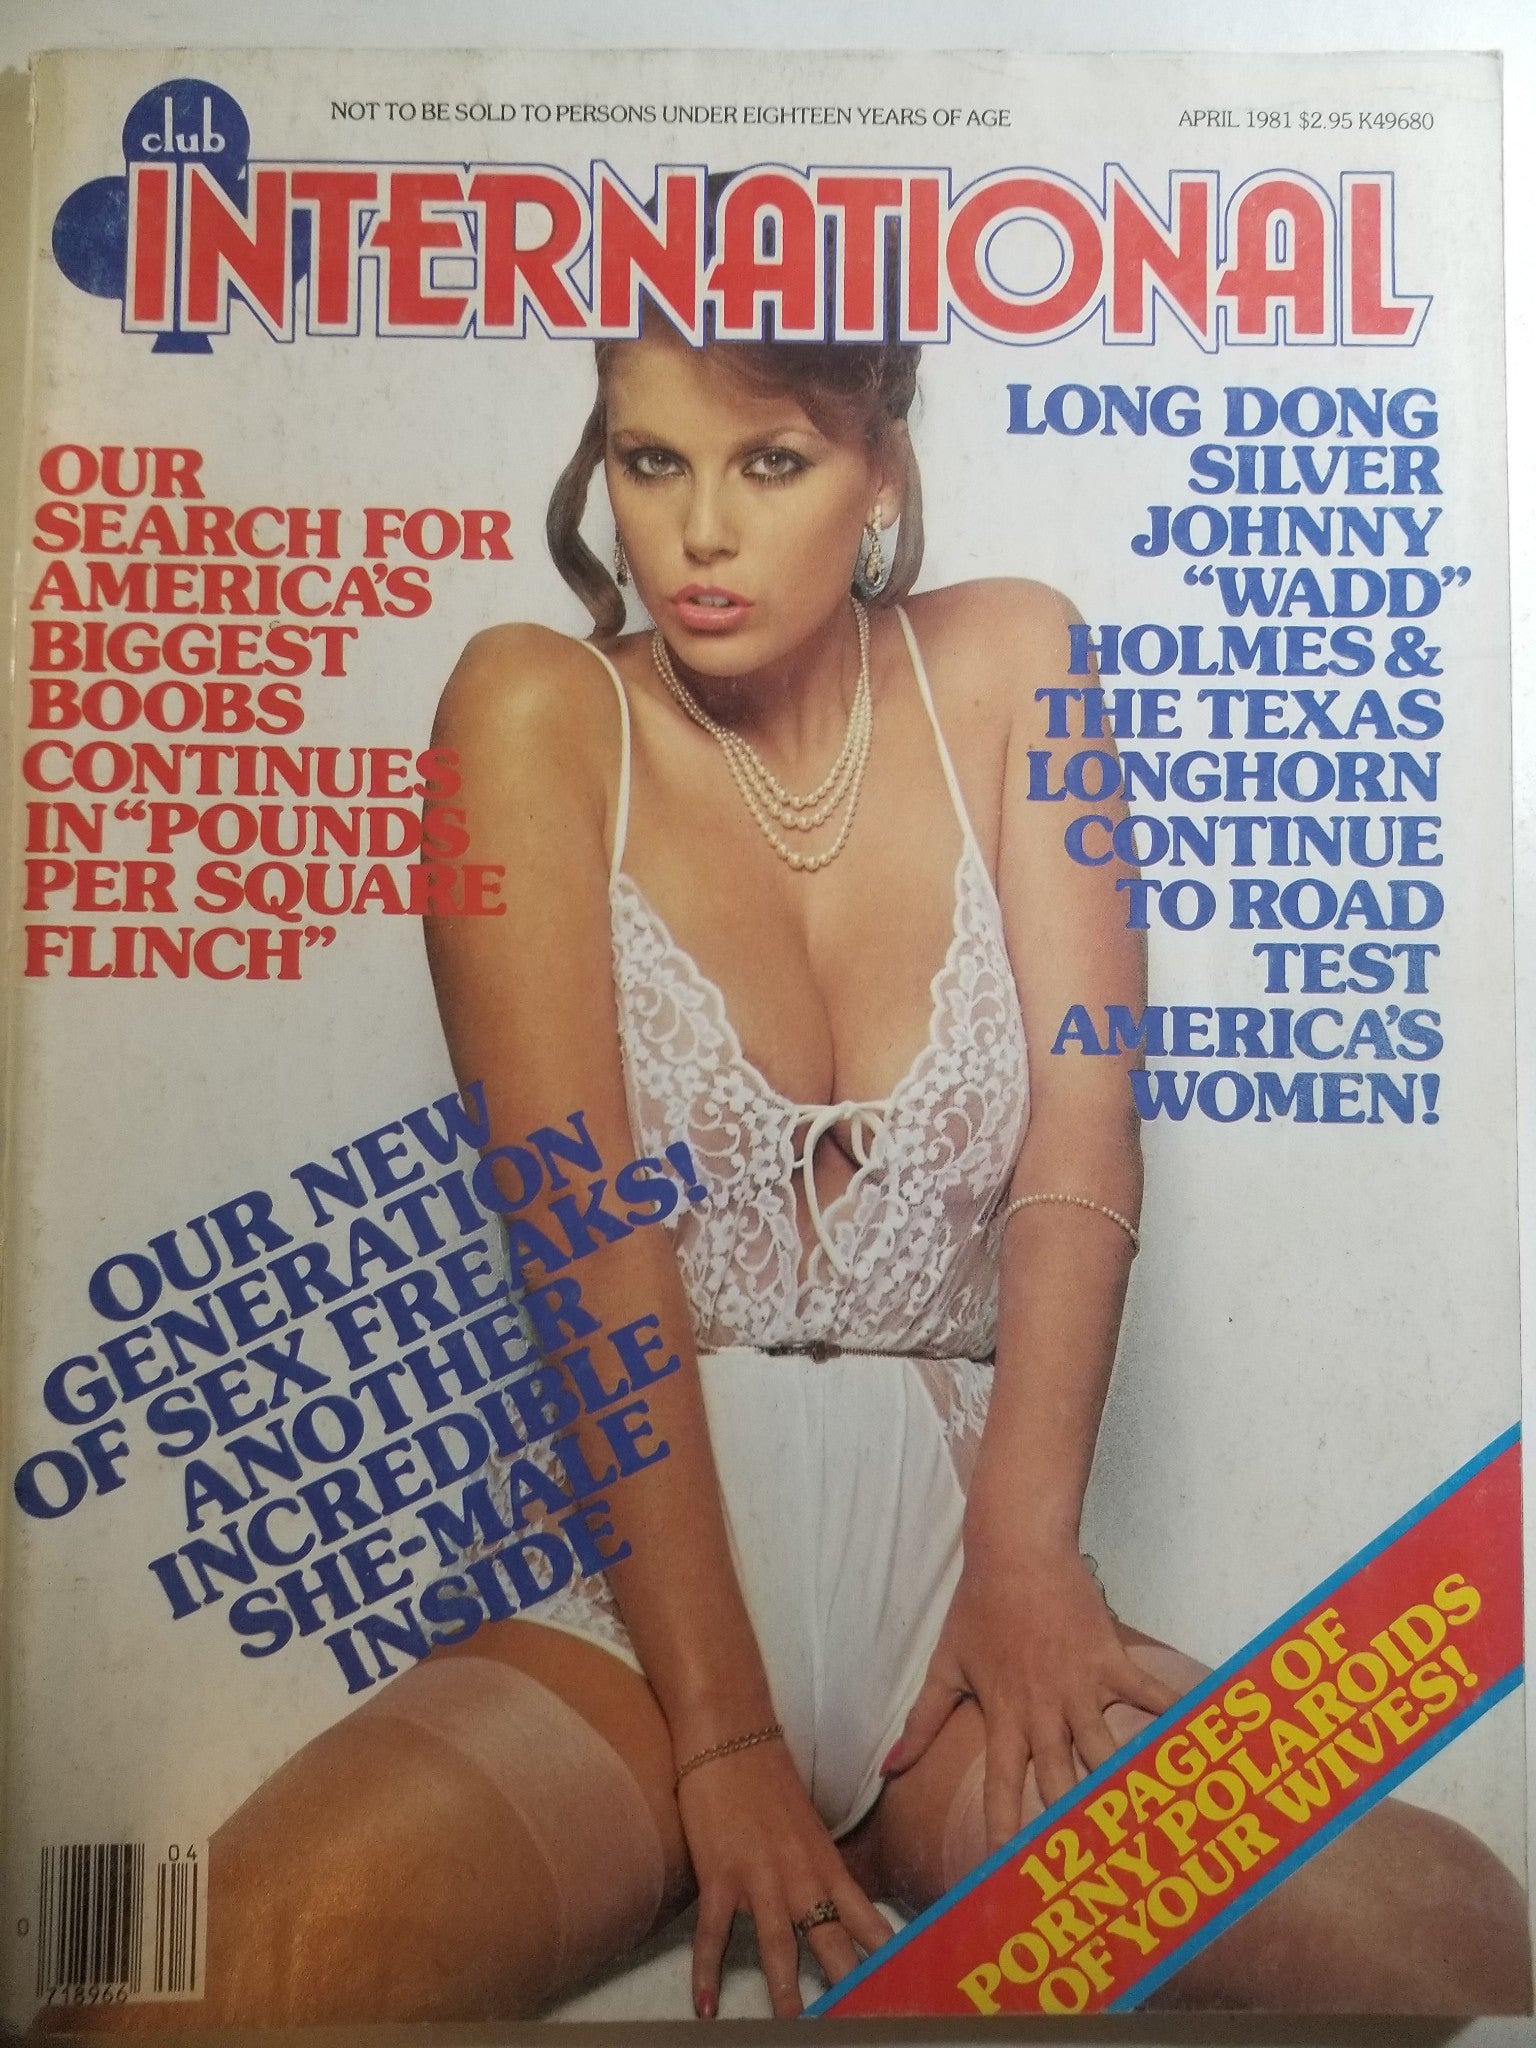 club
NOT TO BE SOLD TO PERSONS UNDER EIGHTEEN YEARS OF AGE
APRIL 1981 $2.95 K49680
INTERNATIONAL
OUR
SEARCH FOR
AMERICA'S
BIGGEST
BOOBS
CONTINUES
IN “POUNDS
PER SQUARE
FLINCH”
LONG DONG
SILVER
JOHNNY
“WADD”
HOLMES &
THE TEXAS
LONGHORN
CONTINUE
TO ROAD
TEST
AMERICA'S
WOMEN!
OUR NEW
GENERATION
OF SEX FREAKS!
ANOTHER
INCREDIBLE
SHE-MALE
INSIDE
12 PAGES OF
PORNY POLAROIDS
OF YOUR WIVES!
04
0
718966